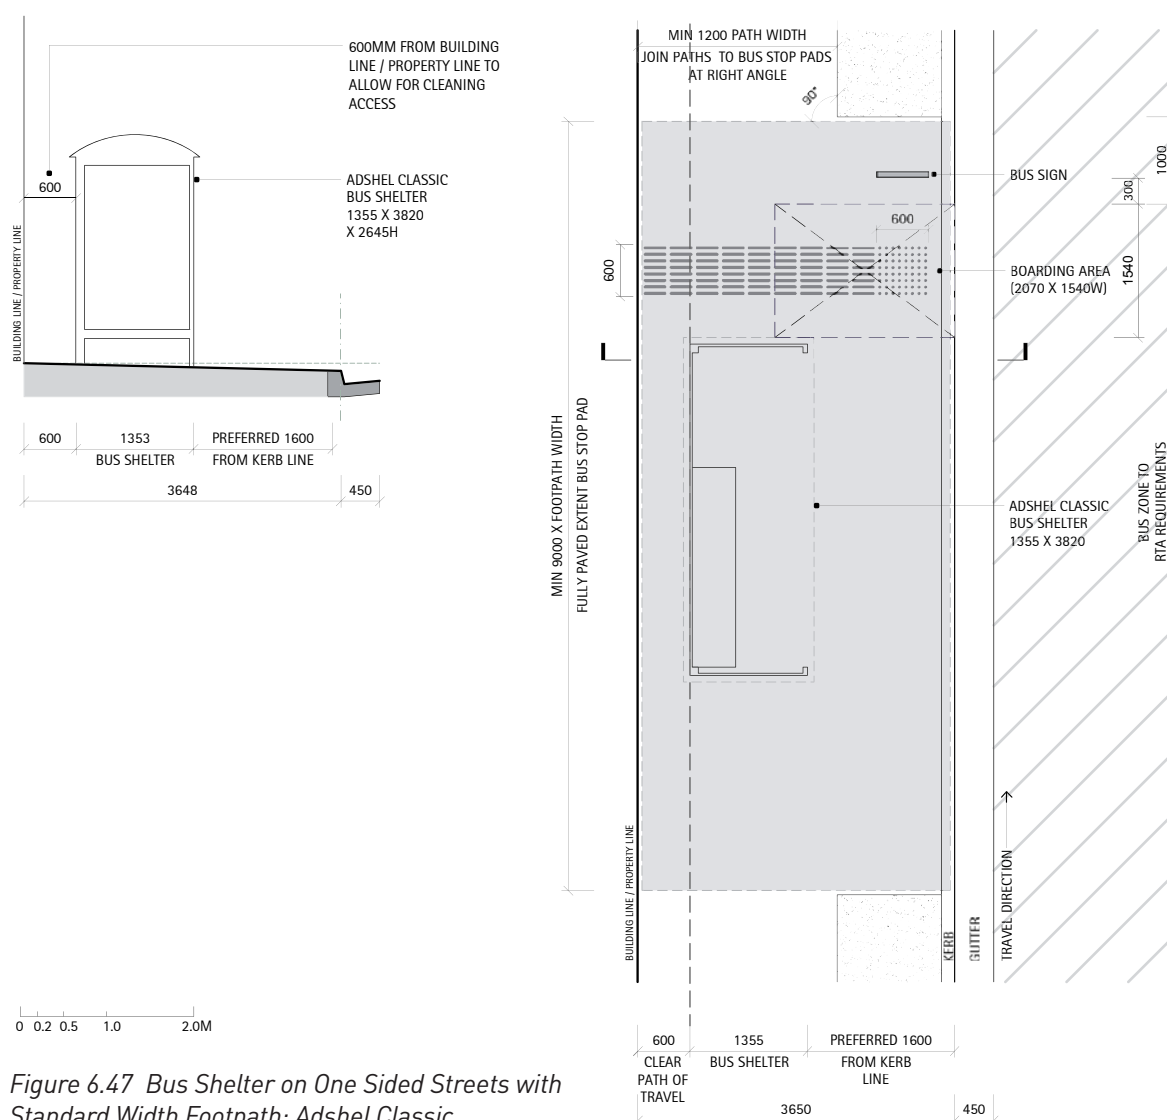 600MM FROM BUILDING
LINE / PROPERTY LINE TO
ALLOW FOR CLEANING
ACCESS
ADSHEL CLASSIC
BUS SHELTER
1355 X 3820
X 2645H
600
BUILDING LINE / PROPERTY LINE
600
1353
PREFERRED 1600
BUS SHELTER
FROM KERB LINE
3648
450
MIN 1200 PATH WIDTH
JOIN PATHS TO BUS STOP PADS
AT RIGHT ANGLE
90°
BUS SIGN
1000
300
600
600
BOARDING AREA
(2070 X 1540W)
1540
MIN 9000 X FOOTPATH WIDTH
FULLY PAVED EXTENT BUS STOP PAD
ADSHEL CLASSIC
BUS SHELTER
1355 X 3820
BUS ZONE TO
RTA REQUIREMENTS
BUILDING LINE / PROPERTY LINE
KERB
GUTTER
TRAVEL DIRECTION
0 0.2 0.5 1.0 2.0M
600
1355
PREFERRED 1600
CLEAR
PATH OF
TRAVEL
BUS SHELTER
FROM KERB
LINE
3650
450
Figure 6.47 Bus Shelter on One Sided Streets with
Standard Width Footpath: Adshel Classic